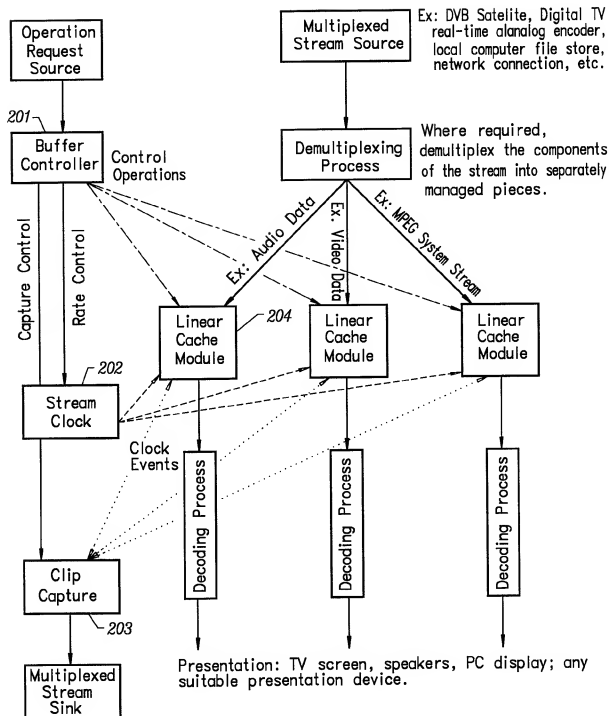 Operation
Request
Source
Multiplexed
Stream Source
Ex: DVB Satelite, Digital TV
real-time alanalog encoder,
local computer file store,
network connection, etc.
201
Buffer
Controller
Control
Operations
Demultiplexing
Process
Where required,
demultiplex the components
of the stream into separately
managed pieces.
Capture Control
Rate Control
Ex: Audio Data
Ex: Video Data
Ex: MPEG System Stream
Linear
Cache
Module
204
Linear
Cache
Module
Linear
Cache
Module
202
Stream
Clock
Clock
Events
Decoding Process
Decoding Process
Decoding Process
Clip
Capture
203
Multiplexed
Stream
Sink
Presentation: TV screen, speakers, PC display; any
suitable presentation device.